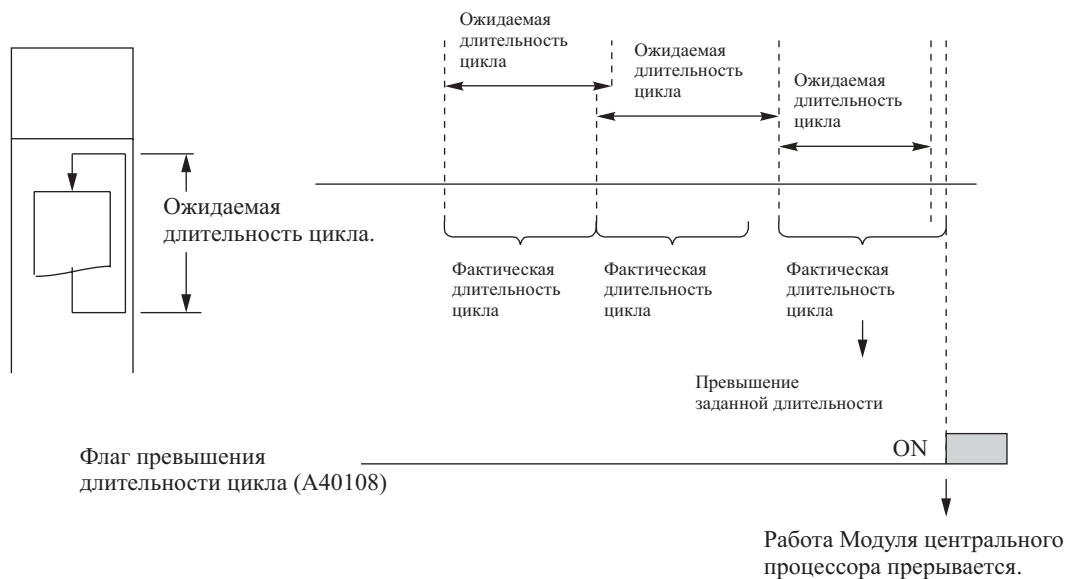 Ожидаемая
длительность
цикла
Ожидаемая
длительность
цикла
Ожидаемая
длительность
цикла
Ожидаемая
длительность цикла.
Фактическая
длительность
цикла
Фактическая
длительность
цикла
Фактическая
длительность
цикла
Превышение
заданной длительности
ON
Флаг превышения
длительности цикла (A40108)
Работа Модуля центрального
процессора прерывается.